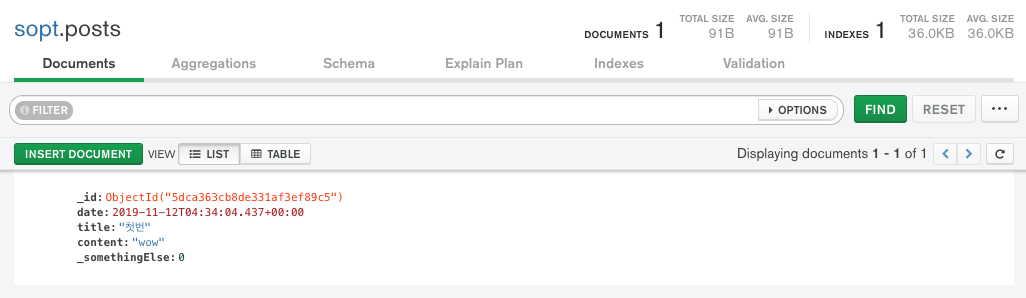 sopt.posts
DOCUMENTS 1 TOTAL SIZE 91B AVG. SIZE 91B INDEXES 1 TOTAL SIZE 36.0KB AVG. SIZE 36.0KB
Documents Aggregations Schema Explain Plan Indexes Validation
FILTER OPTIONS FIND RESET ...
INSERT DOCUMENT VIEW LIST TABLE Displaying documents 1 - 1 of 1
_id: ObjectId("5dca363cb8de331af3ef89c5")
date: 2019-11-12T04:34:04.437+00:00
title: "첫번"
content: "wow"
_somethingElse: 0